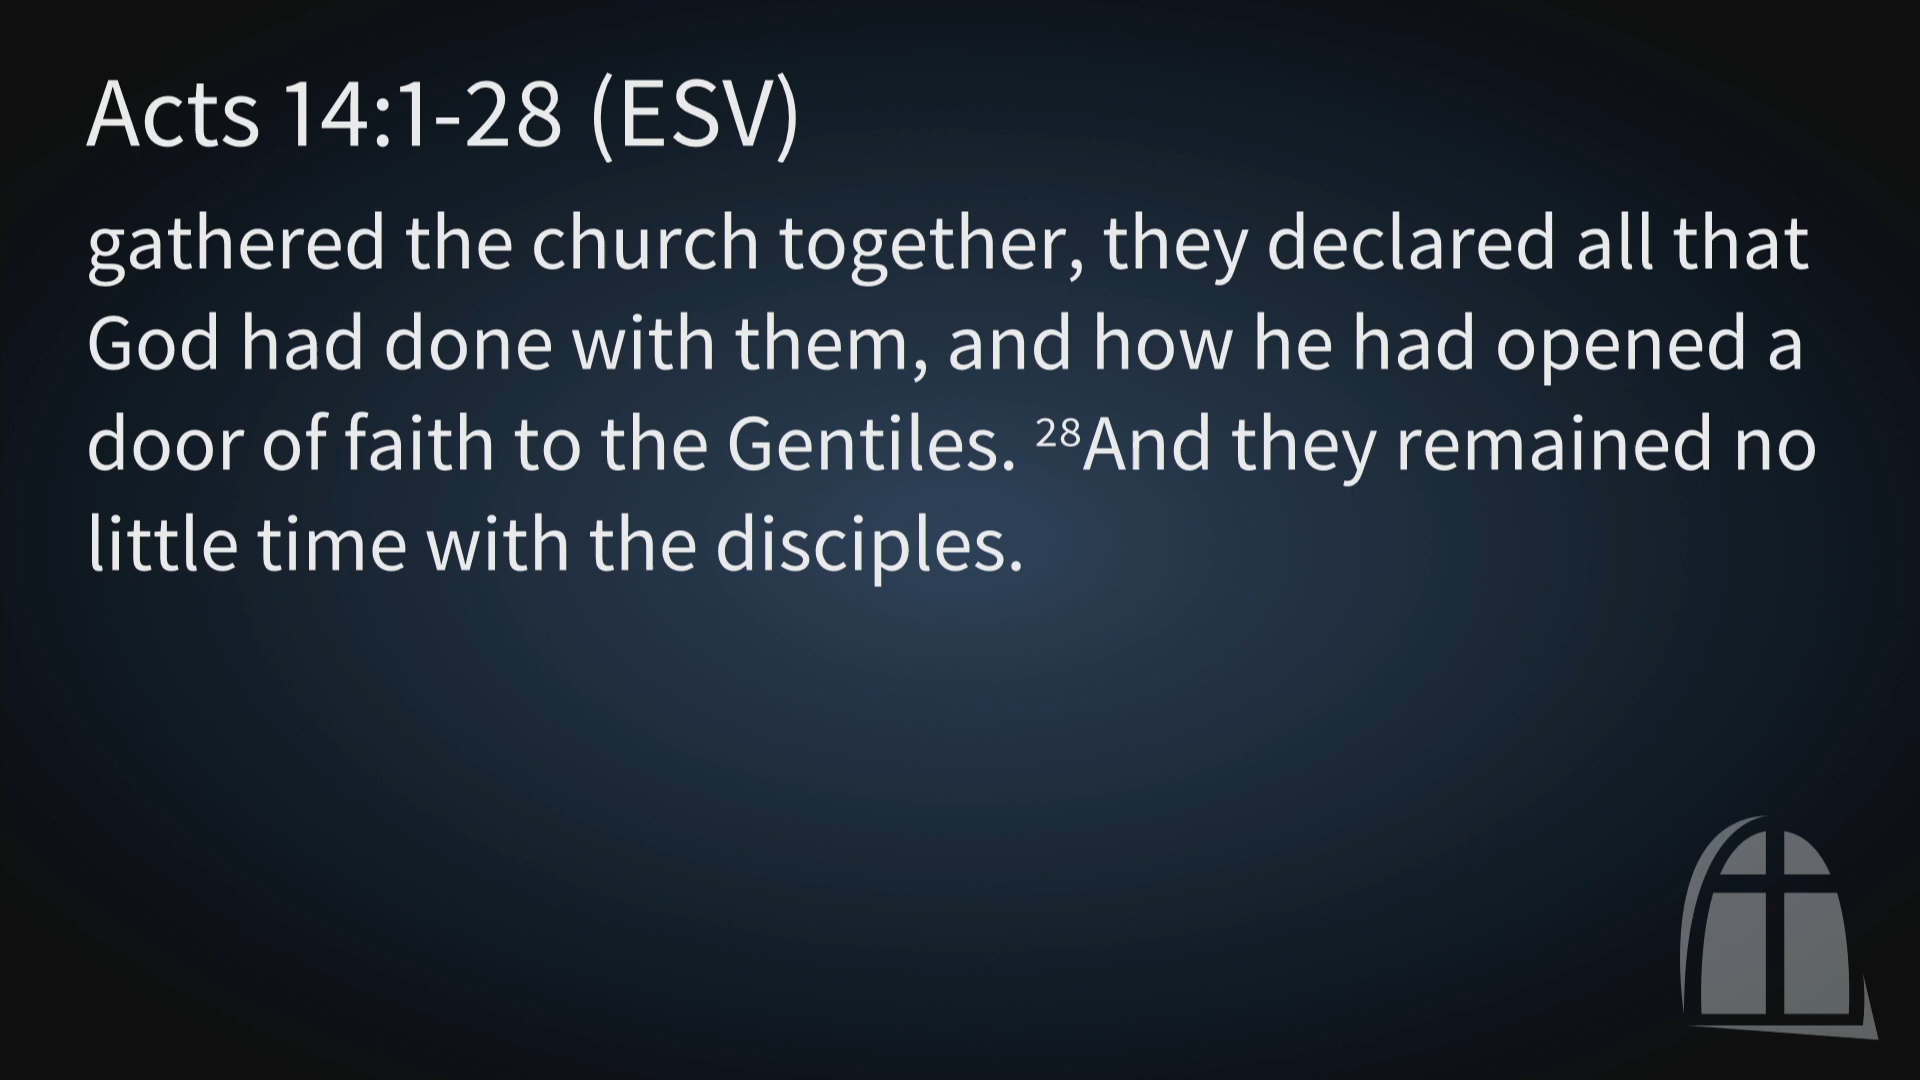 Acts 14:1-28 (ESV)
gathered the church together, they declared all that
God had done with them, and how he had opened a
door of faith to the Gentiles. ²⁸And they remained no
little time with the disciples.